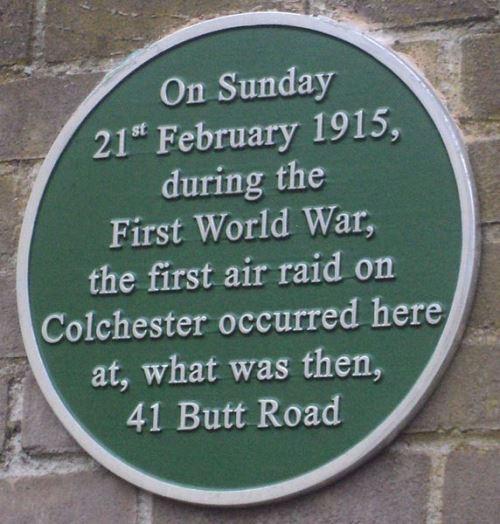 On Sunday
21st February 1915,
during the
First World War,
the first air raid on
Colchester occurred here
at, what was then,
41 Butt Road